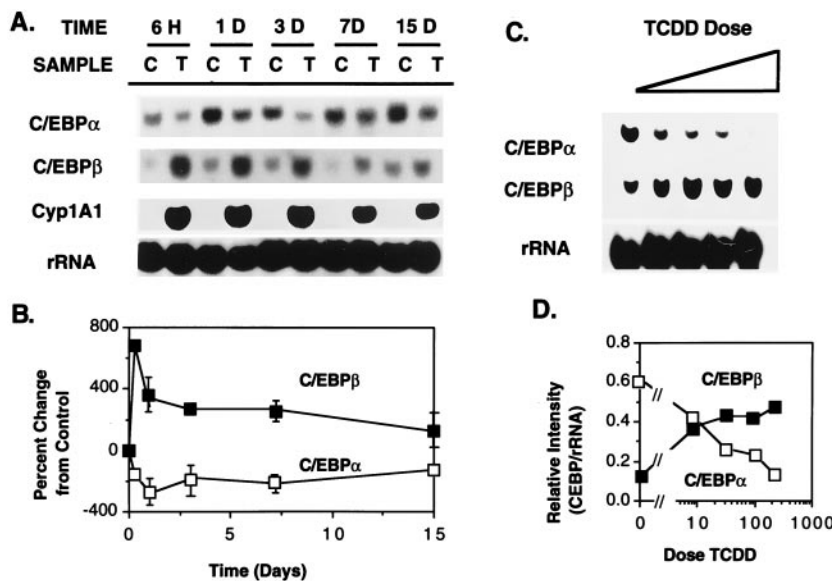 A.
TIME 6 H 1 D 3 D 7D 15 D
SAMPLE C T C T C T C T C T
C/EBPα
C/EBPβ
Cyp1A1
rRNA
B.
800
400
0
-400
Percent Change
from Control
C/EBPβ
C/EBPα
0 5 10 15
Time (Days)
C.
TCDD Dose
C/EBPα
C/EBPβ
rRNA
D.
0.8
0.6
0.4
0.2
0.0
Relative Intensity
(CEBP/rRNA)
C/EBPβ
C/EBPα
//
//
//
0 10 100 1000
Dose TCDD